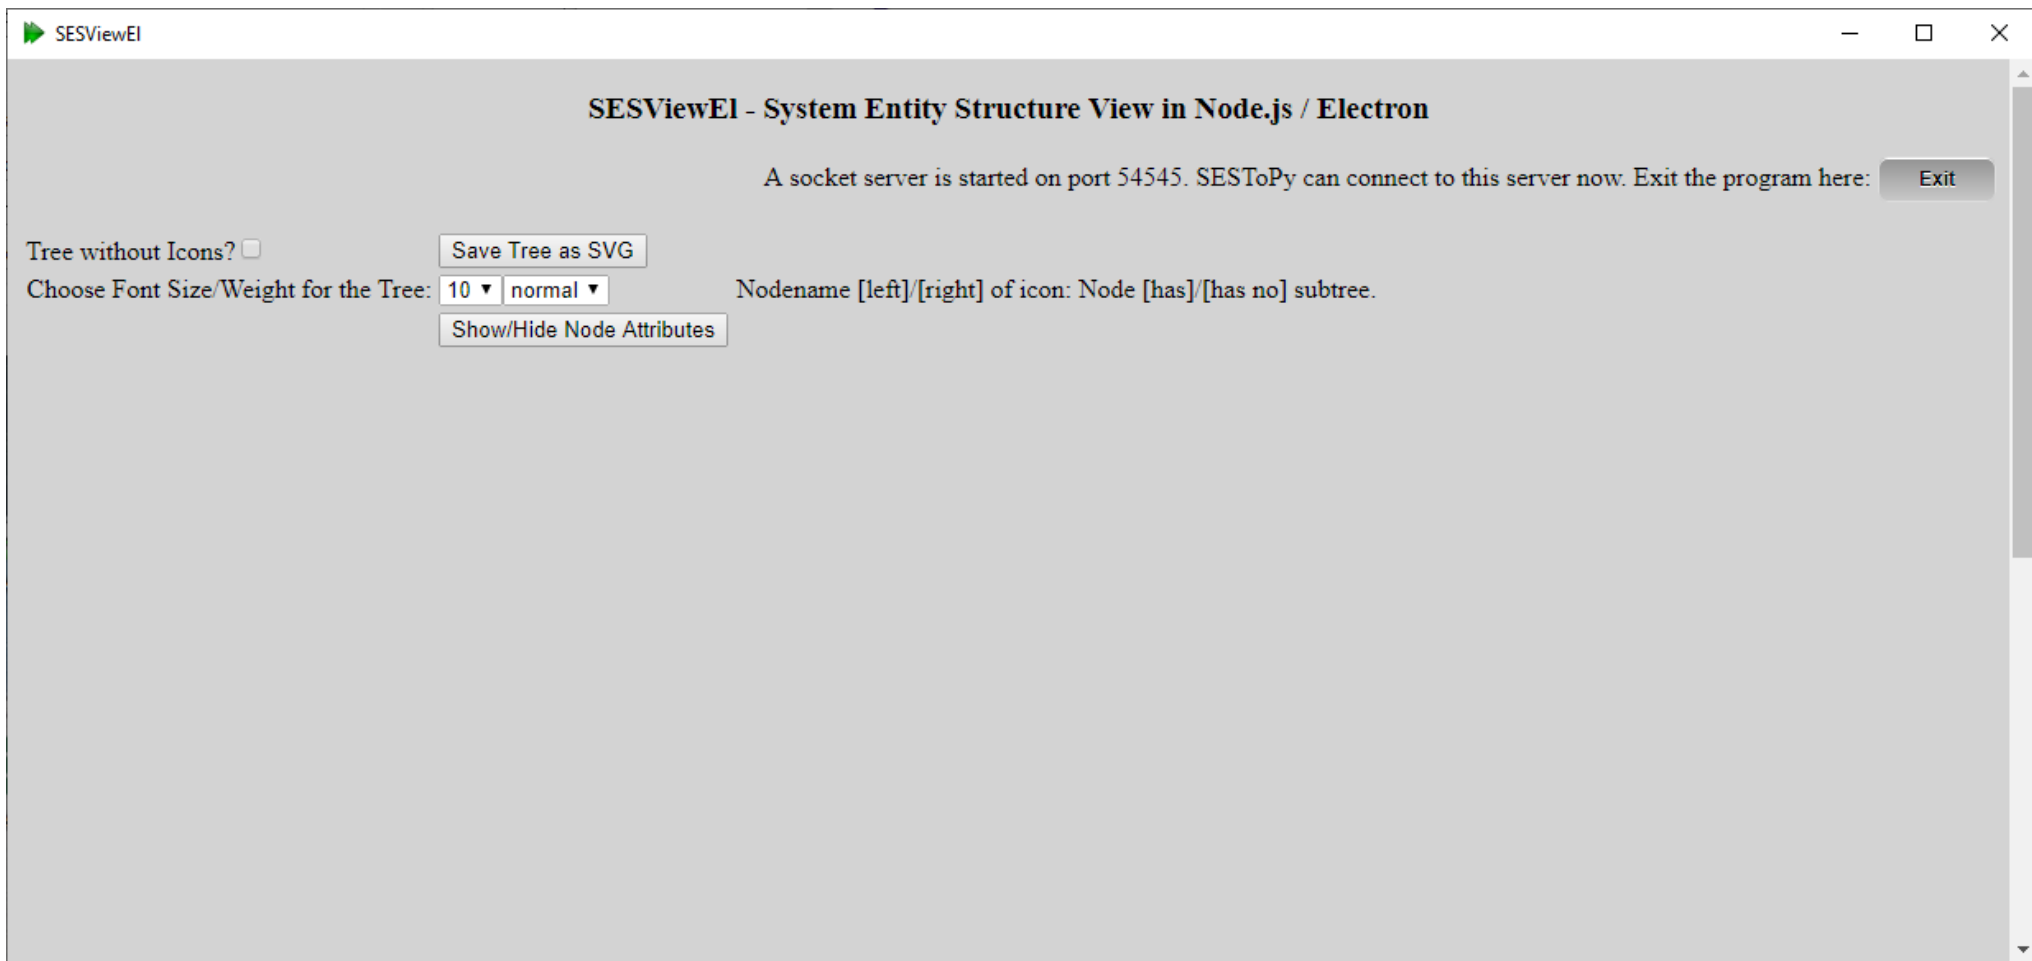 SESViewEl
SESViewEl - System Entity Structure View in Node.js / Electron
A socket server is started on port 54545. SESToPy can connect to this server now. Exit the program here: Exit
Tree without Icons? Save Tree as SVG
Choose Font Size/Weight for the Tree: 10 normal Nodename [left]/[right] of icon: Node [has]/[has no] subtree.
Show/Hide Node Attributes